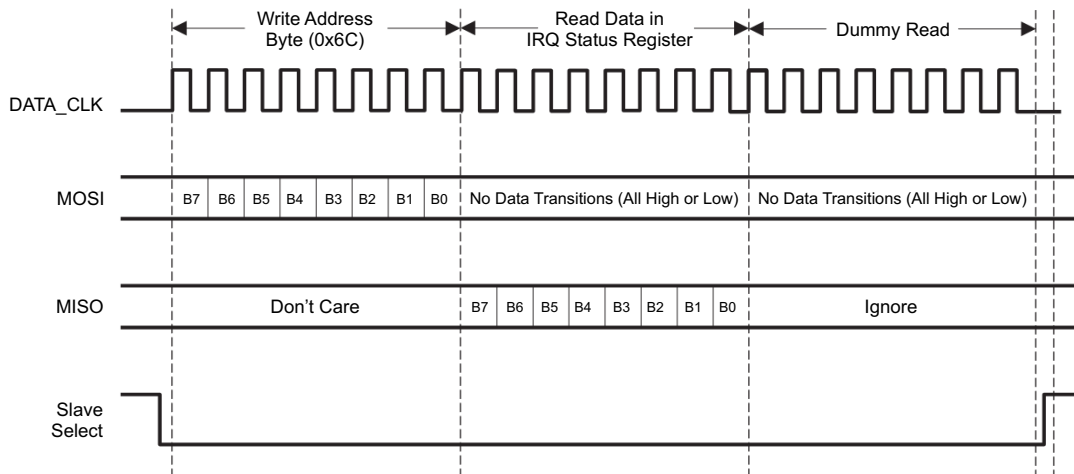 Write Address
Byte (0x6C)
Read Data in
IRQ Status Register
Dummy Read
DATA_CLK
MOSI
B7 B6 B5 B4 B3 B2 B1 B0
No Data Transitions (All High or Low)
No Data Transitions (All High or Low)
MISO
Don't Care
B7 B6 B5 B4 B3 B2 B1 B0
Ignore
Slave
Select